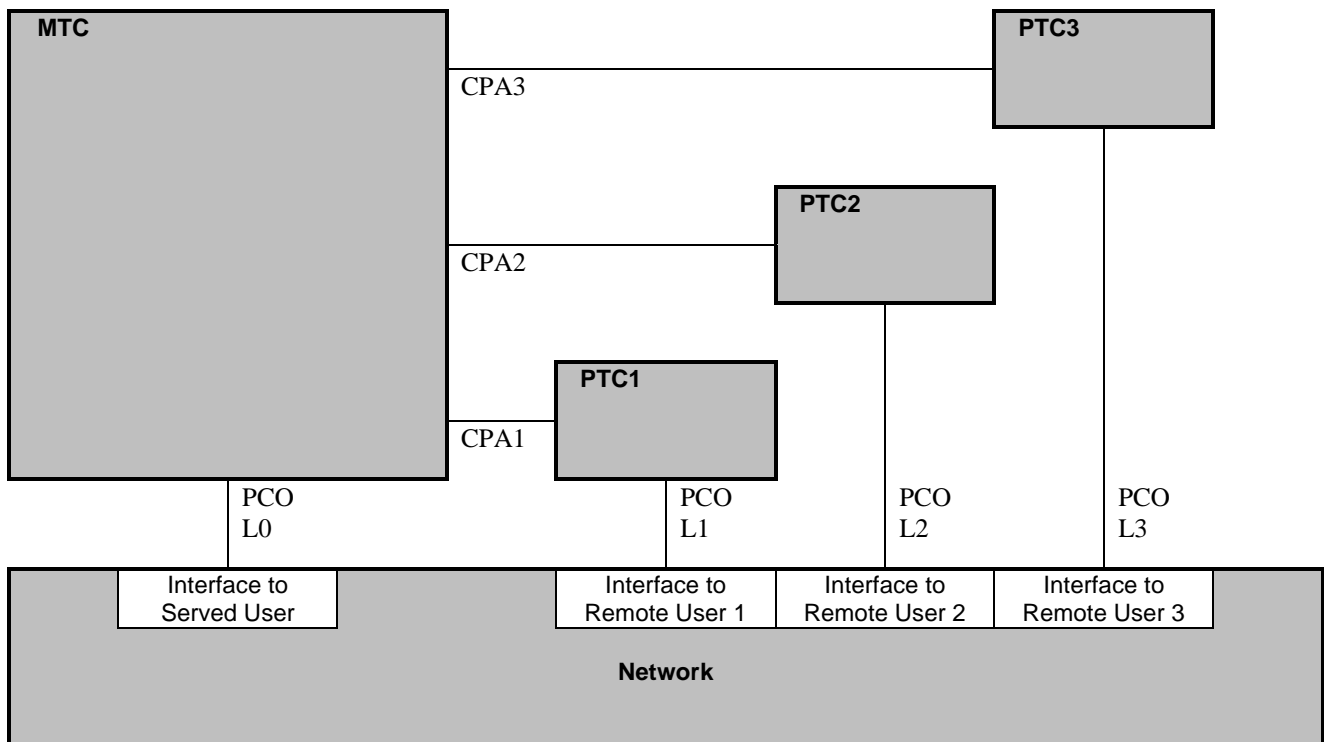 MTC
PTC3
CPA3
PTC2
CPA2
PTC1
CPA1
PCO
L0
PCO
L1
PCO
L2
PCO
L3
Interface to
Served User
Interface to
Remote User 1
Interface to
Remote User 2
Interface to
Remote User 3
Network